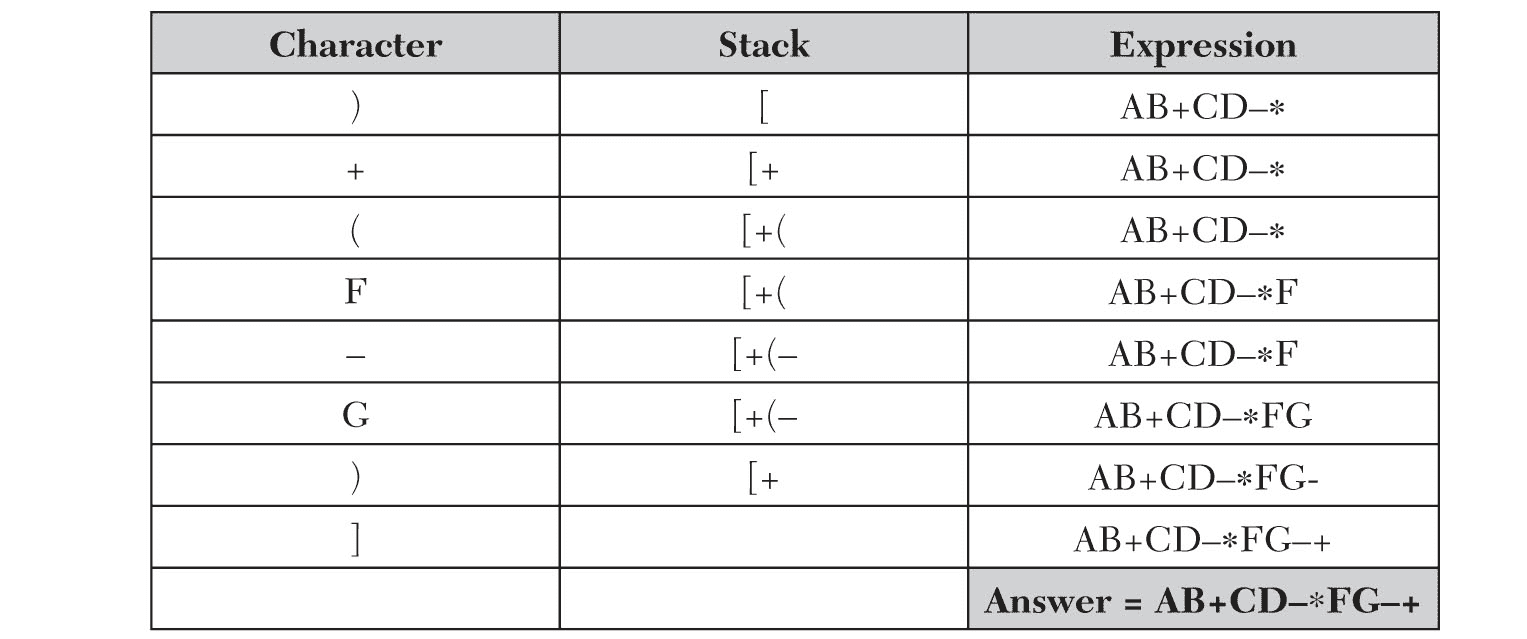 Character Stack Expression
) [ AB+CD–*
+ [+ AB+CD–*
( [+( AB+CD–*
F [+( AB+CD–*F
– [+(– AB+CD–*F
G [+(– AB+CD–*FG
) [+ AB+CD–*FG-
] AB+CD–*FG–+
Answer = AB+CD–*FG–+